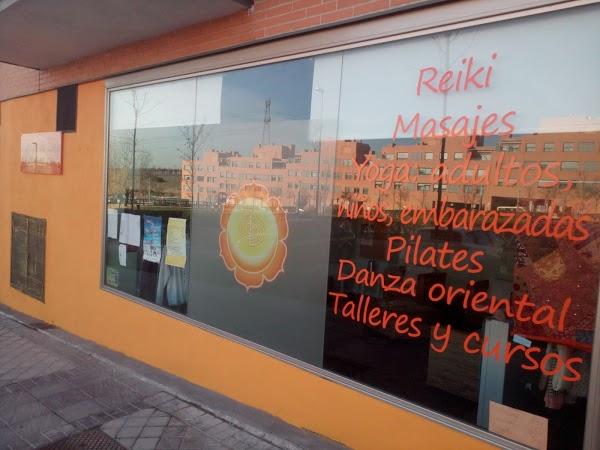 Reiki
Masajes
Yoga: adultos,
niños, embarazadas
Pilates
Danza oriental
Talleres y cursos